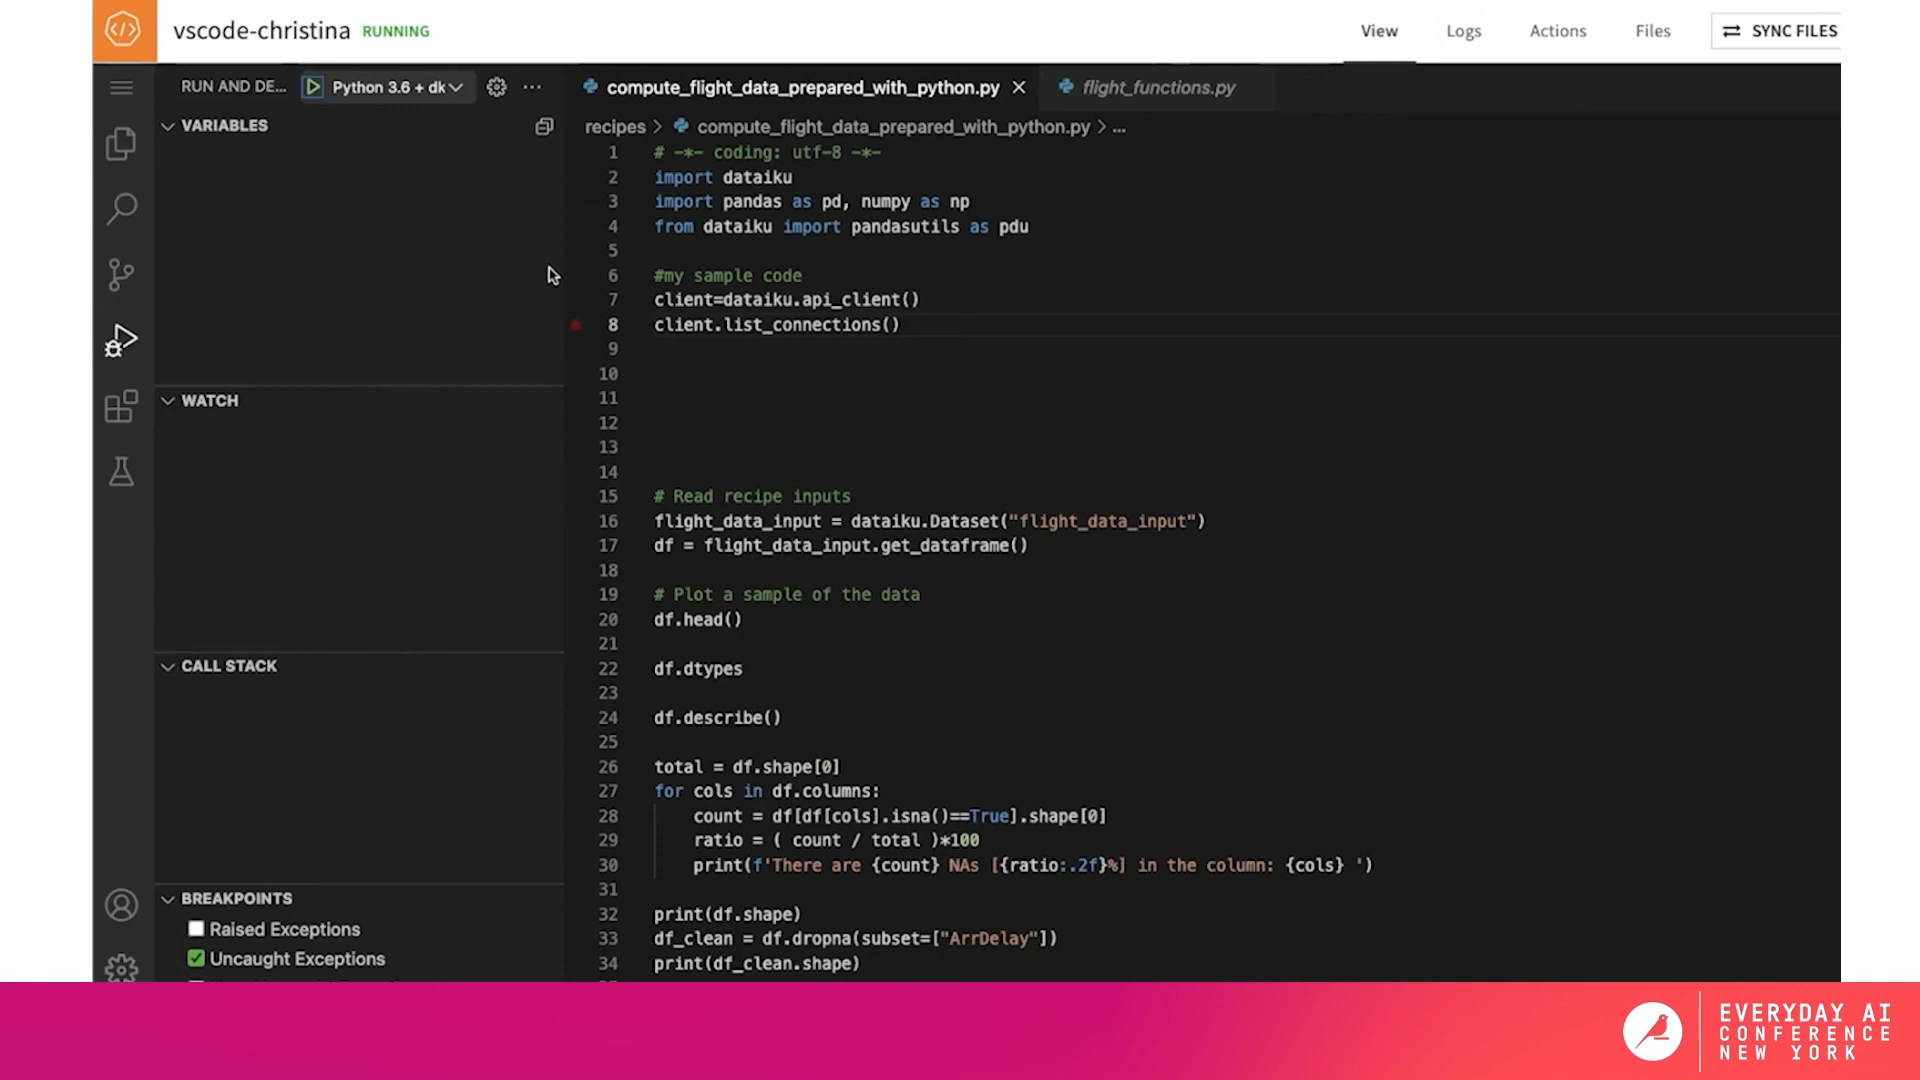 vscode-christina RUNNING
View Logs Actions Files SYNC FILES
RUN AND DE... Python 3.6 + dk
compute_flight_data_prepared_with_python.py flight_functions.py
VARIABLES
recipes > compute_flight_data_prepared_with_python.py > ...
1 # -*- coding: utf-8 -*-
2 import dataiku
3 import pandas as pd, numpy as np
4 from dataiku import pandasutils as pdu
5
6 #my sample code
7 client=dataiku.api_client()
8 client.list_connections()
9
10
11
12
13
14
15 # Read recipe inputs
16 flight_data_input = dataiku.Dataset("flight_data_input")
17 df = flight_data_input.get_dataframe()
18
19 # Plot a sample of the data
20 df.head()
21
22 df.dtypes
23
24 df.describe()
25
26 total = df.shape[0]
27 for cols in df.columns:
28 count = df[df[cols].isna()==True].shape[0]
29 ratio = ( count / total )*100
30 print(f'There are {count} NAs [{ratio:.2f}%] in the column: {cols} ')
31
32 print(df.shape)
33 df_clean = df.dropna(subset=["ArrDelay"])
34 print(df_clean.shape)
WATCH
CALL STACK
BREAKPOINTS
Raised Exceptions
Uncaught Exceptions
EVERYDAY AI
CONFERENCE
NEW YORK